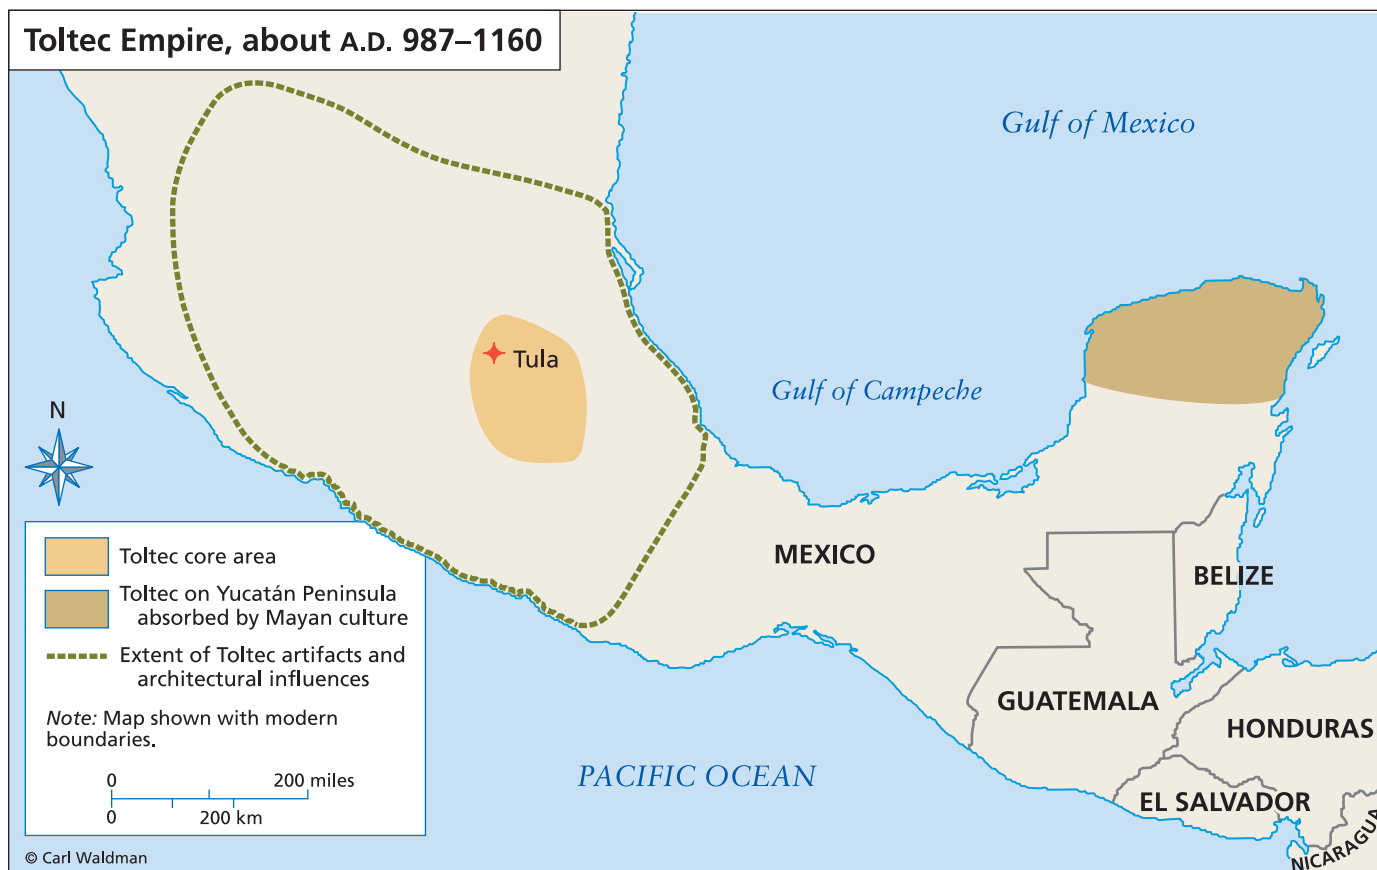 Toltec Empire, about A.D. 987–1160
Gulf of Mexico
Tula
Gulf of Campeche
N
MEXICO
BELIZE
GUATEMALA
HONDURAS
PACIFIC OCEAN
EL SALVADOR
NICARAGUA
Toltec core area
Toltec on Yucatán Peninsula
absorbed by Mayan culture
Extent of Toltec artifacts and
architectural influences
Note: Map shown with modern
boundaries.
0 200 miles
0 200 km
© Carl Waldman